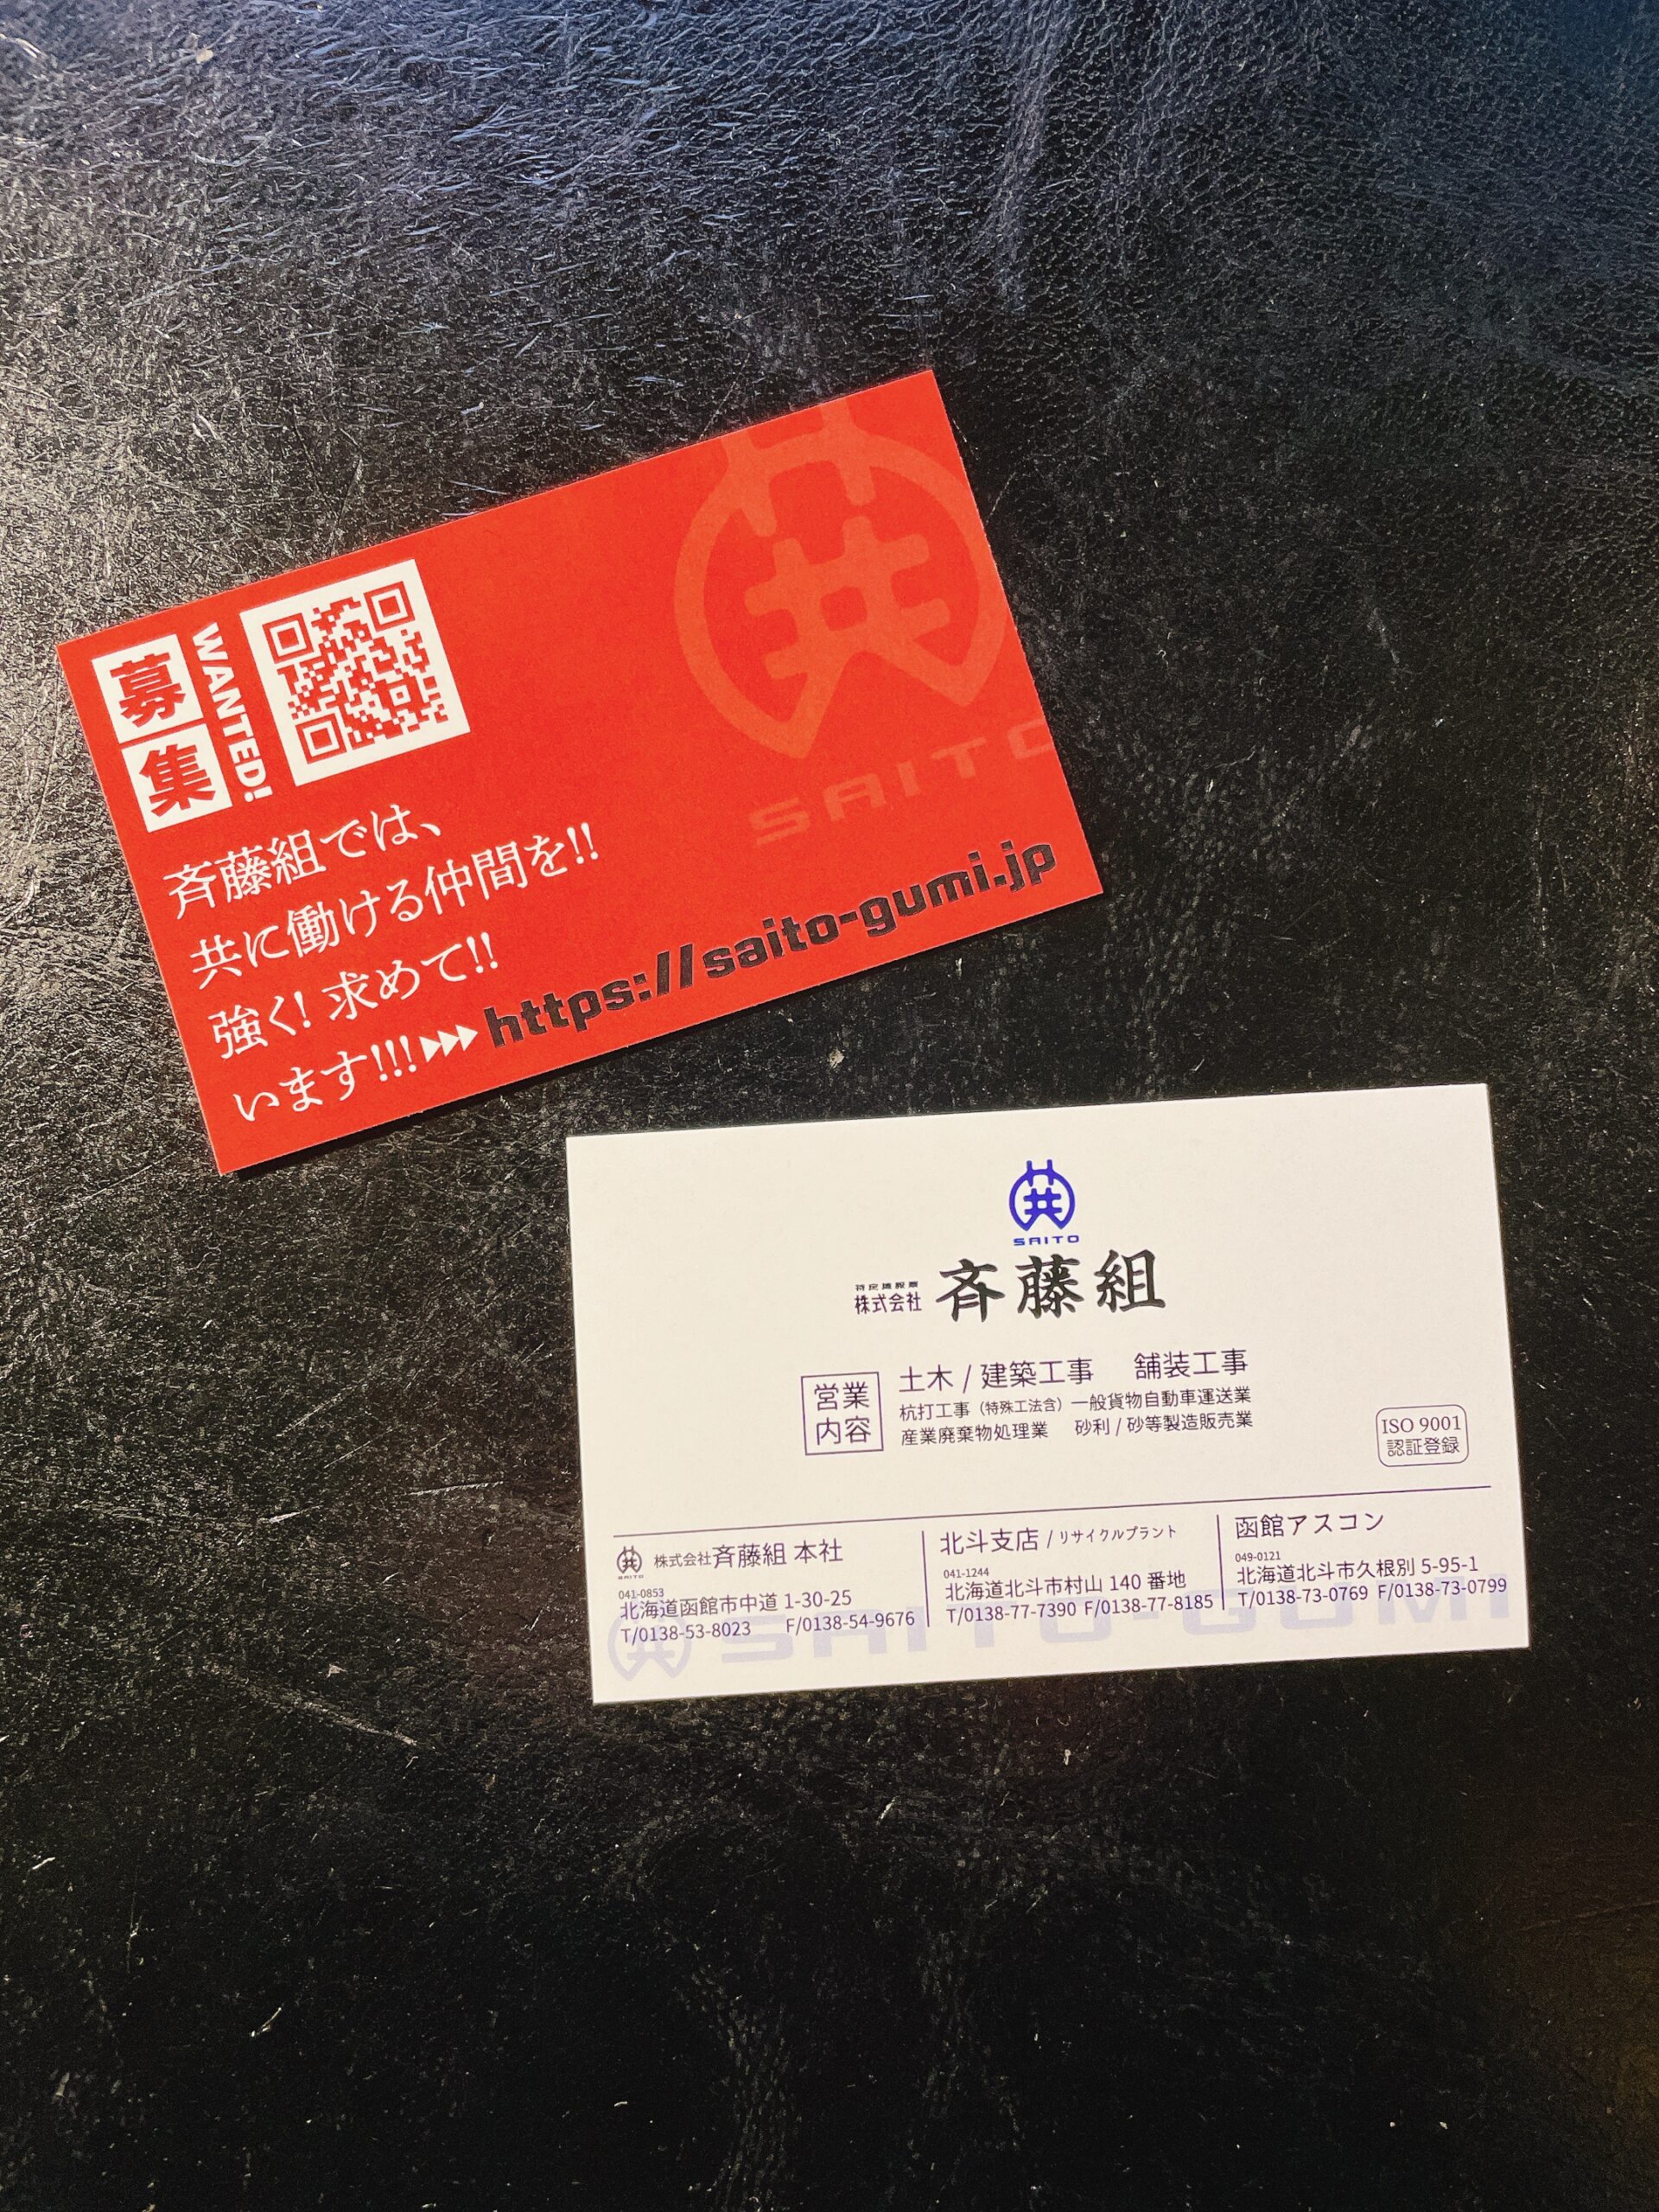 募集
WANTED!
斉藤組では、
共に働ける仲間を!!
強く!求めて!!
います!!!
https://saito-gumi.jp
共
SAITO
共
SAITO
特定建設業
株式会社 斉藤組
営業内容
土木 / 建築工事 舗装工事
杭打工事（特殊工法含）一般貨物自動車運送業
産業廃棄物処理業 砂利 / 砂等製造販売業
ISO 9001
認証登録
SAITO 株式会社斉藤組 本社
041-0853
北海道函館市中道 1-30-25
T/0138-53-8023 F/0138-54-9676
北斗支店 / リサイクルプラント
041-1244
北海道北斗市村山 140 番地
T/0138-77-7390 F/0138-77-8185
函館アスコン
049-0121
北海道北斗市久根別 5-95-1
T/0138-73-0769 F/0138-73-0799
SAITO-GUMI